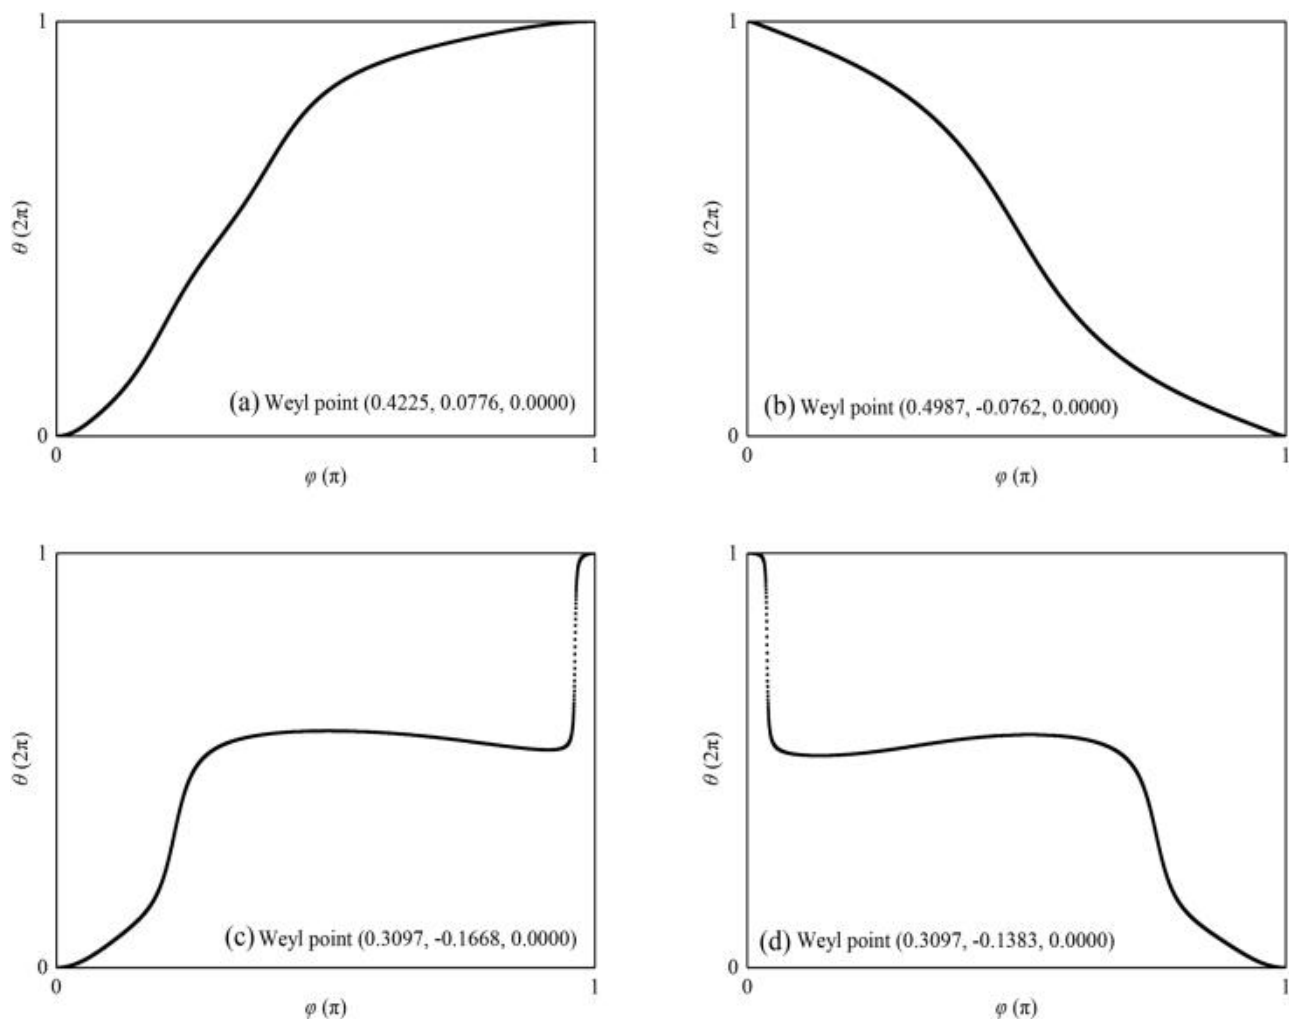 1
θ (2π)
(a) Weyl point (0.4225, 0.0776, 0.0000)
0
0
1
φ (π)
1
θ (2π)
(b) Weyl point (0.4987, -0.0762, 0.0000)
0
0
1
φ (π)
1
θ (2π)
(c) Weyl point (0.3097, -0.1668, 0.0000)
0
0
1
φ (π)
1
θ (2π)
(d) Weyl point (0.3097, -0.1383, 0.0000)
0
0
1
φ (π)